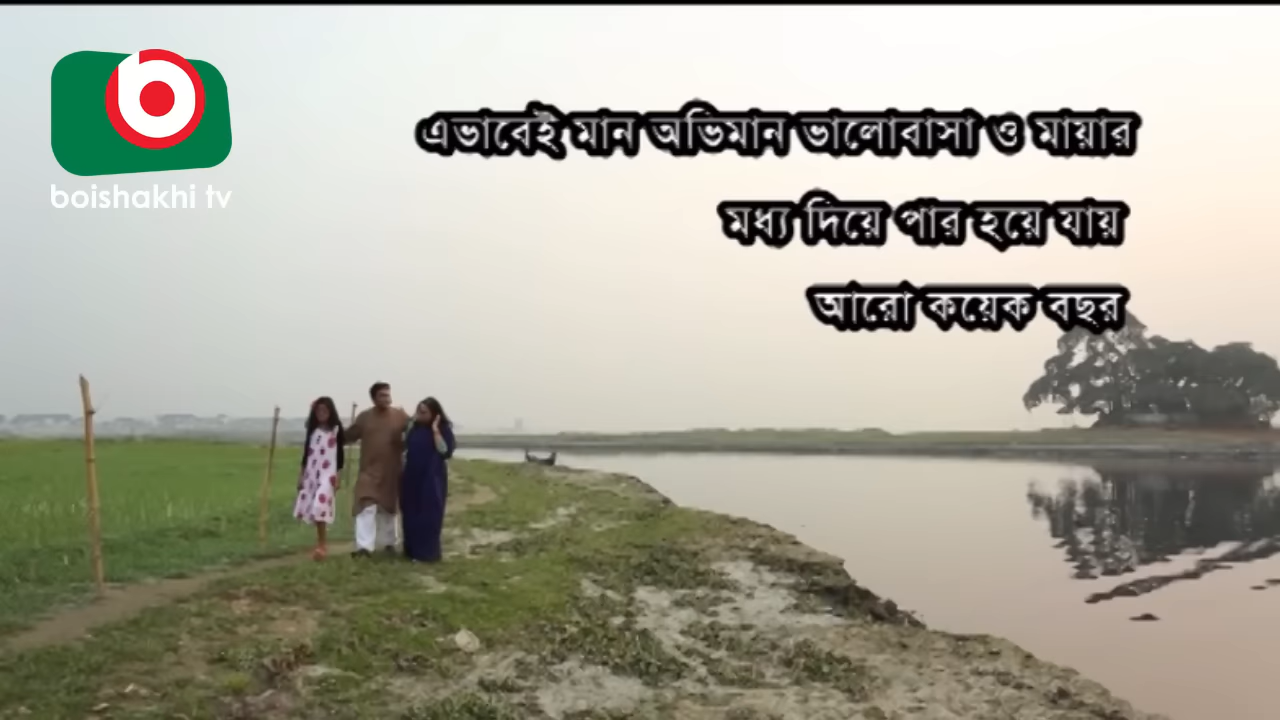 boishakhi tv
এভাবেই মান অভিমান ভালোবাসা ও মায়ার
মধ্য দিয়ে পার হয়ে যায়
আরো কয়েক বছর